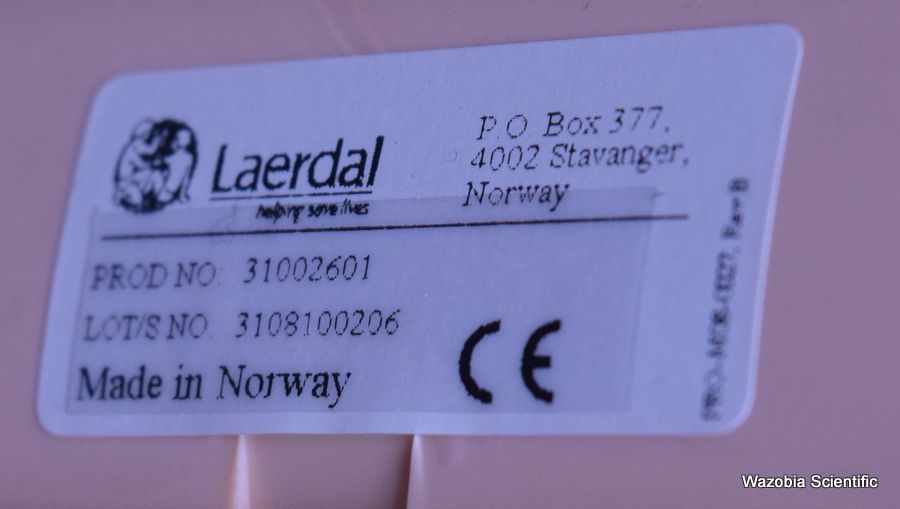 Laerdal
helping save lives
P.O. Box 377,
4002 Stavanger,
Norway
PROD NO: 31002601
LOT/S NO: 3108100206
Made in Norway
CE
Rev B
Wazobia Scientific